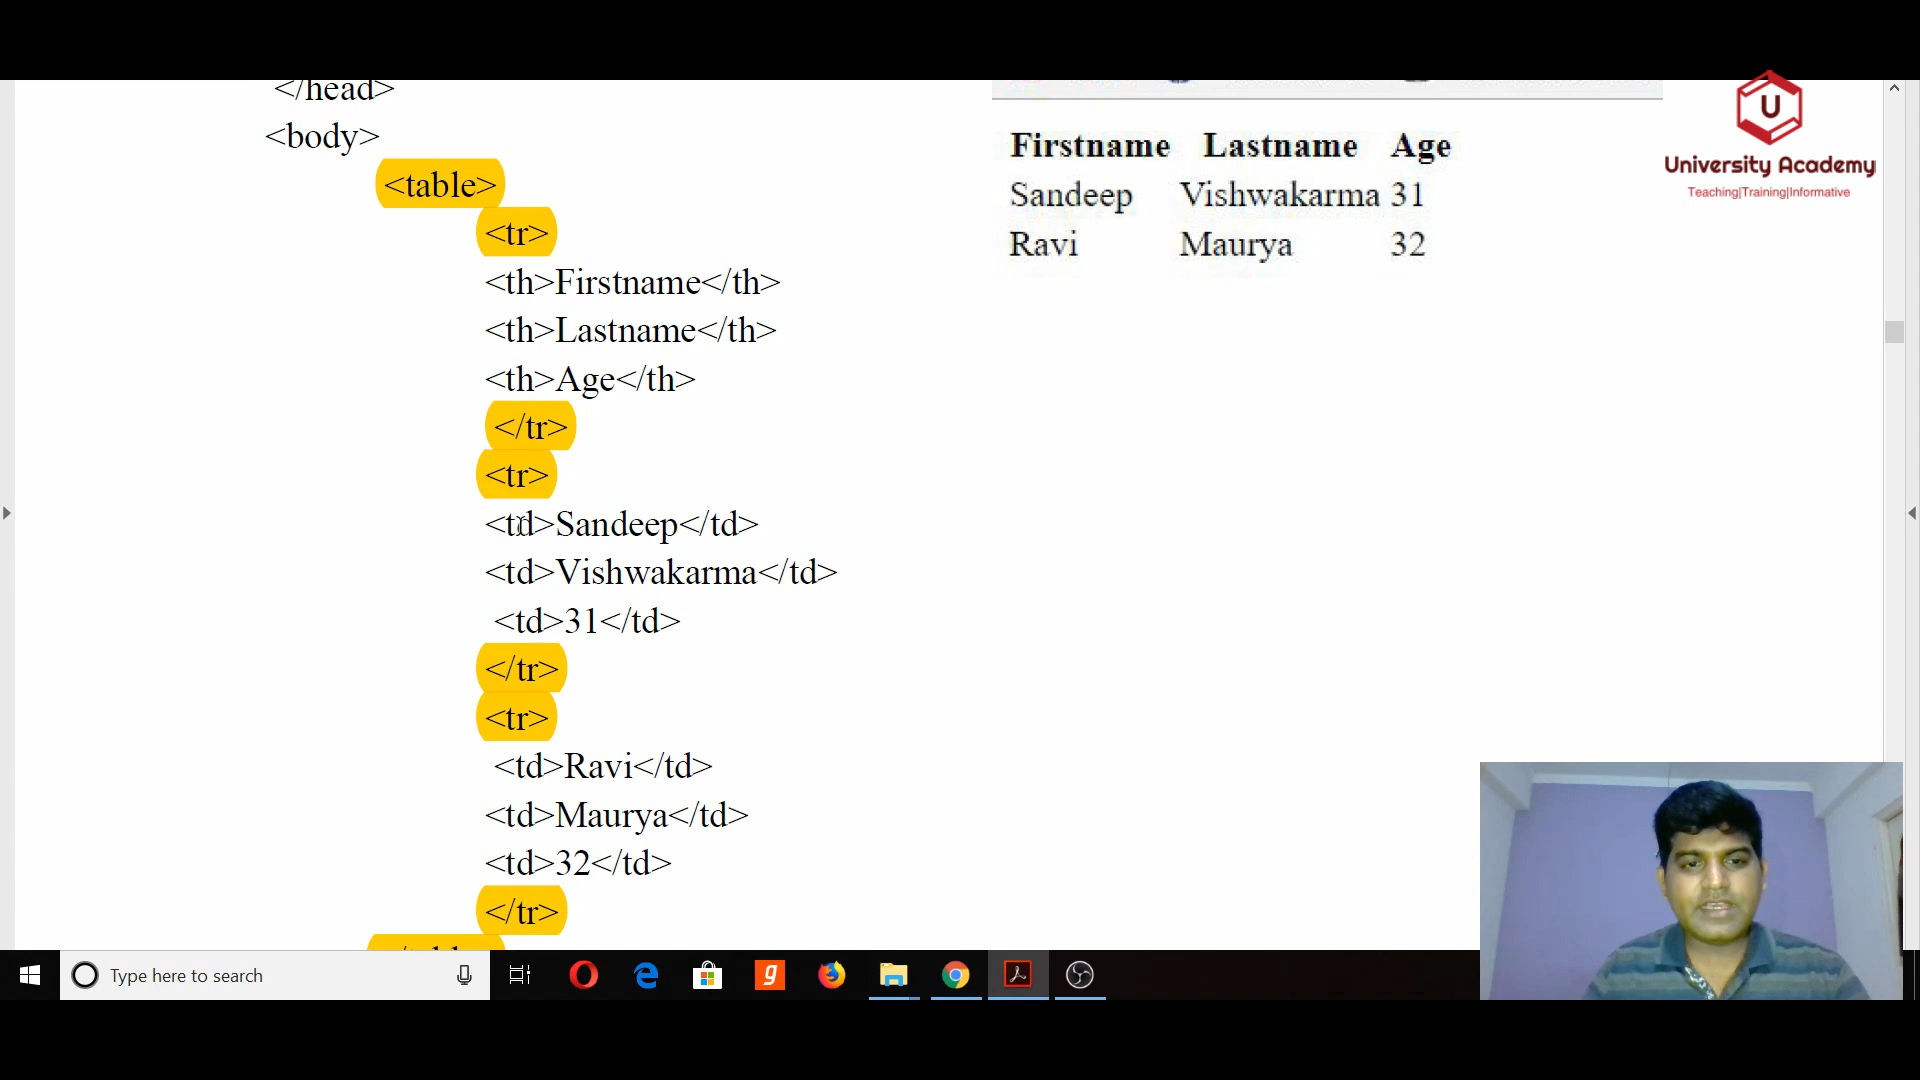 </head>
<body>
<table>
<tr>
<th>Firstname</th>
<th>Lastname</th>
<th>Age</th>
</tr>
<tr>
<td>Sandeep</td>
<td>Vishwakarma</td>
<td>31</td>
</tr>
<tr>
<td>Ravi</td>
<td>Maurya</td>
<td>32</td>
</tr>
Firstname Lastname Age
Sandeep Vishwakarma 31
Ravi Maurya 32
U
University Academy
Teaching|Training|Informative
Type here to search